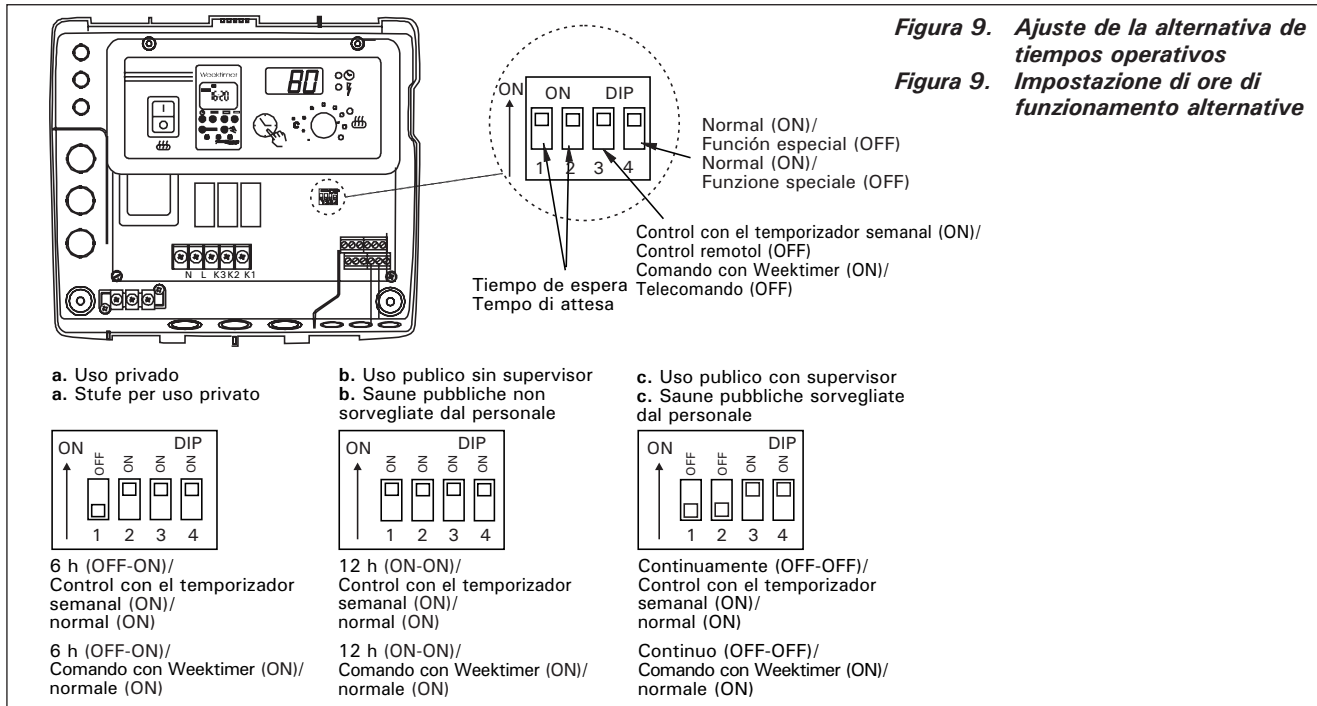 Figura 9. Ajuste de la alternativa de
tiempos operativos
Figura 9. Impostazione di ore di
funzionamento alternative
Weektimer
16:20
80
I
O
N L K3 K2 K1
ON
ON DIP
1 2 3 4
Normal (ON)/
Función especial (OFF)
Normal (ON)/
Funzione speciale (OFF)
Control con el temporizador semanal (ON)/
Control remotol (OFF)
Comando con Weektimer (ON)/
Telecomando (OFF)
Tiempo de espera
Tempo di attesa
a. Uso privado
a. Stufe per uso privato
ON DIP
OFF ON ON ON
1 2 3 4
6 h (OFF-ON)/
Control con el temporizador
semanal (ON)/
normal (ON)
6 h (OFF-ON)/
Comando con Weektimer (ON)/
normale (ON)
b. Uso publico sin supervisor
b. Saune pubbliche non
sorvegliate dal personale
ON DIP
ON ON ON ON
1 2 3 4
12 h (ON-ON)/
Control con el temporizador
semanal (ON)/
normal (ON)
12 h (ON-ON)/
Comando con Weektimer (ON)/
normale (ON)
c. Uso publico con supervisor
c. Saune pubbliche sorvegliate
dal personale
ON DIP
OFF OFF ON ON
1 2 3 4
Continuamente (OFF-OFF)/
Control con el temporizador
semanal (ON)/
normal (ON)
Continuo (OFF-OFF)/
Comando con Weektimer (ON)/
normale (ON)